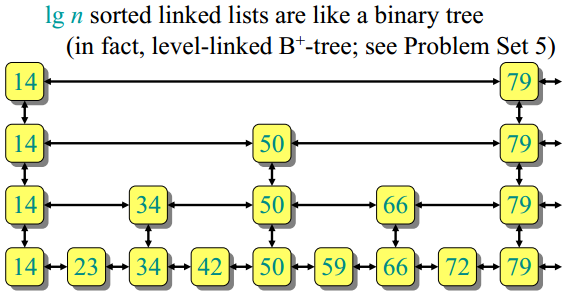 lg n sorted linked lists are like a binary tree
(in fact, level-linked B⁺-tree; see Problem Set 5)
14 79
14 50 79
14 34 50 66 79
14 23 34 42 50 59 66 72 79